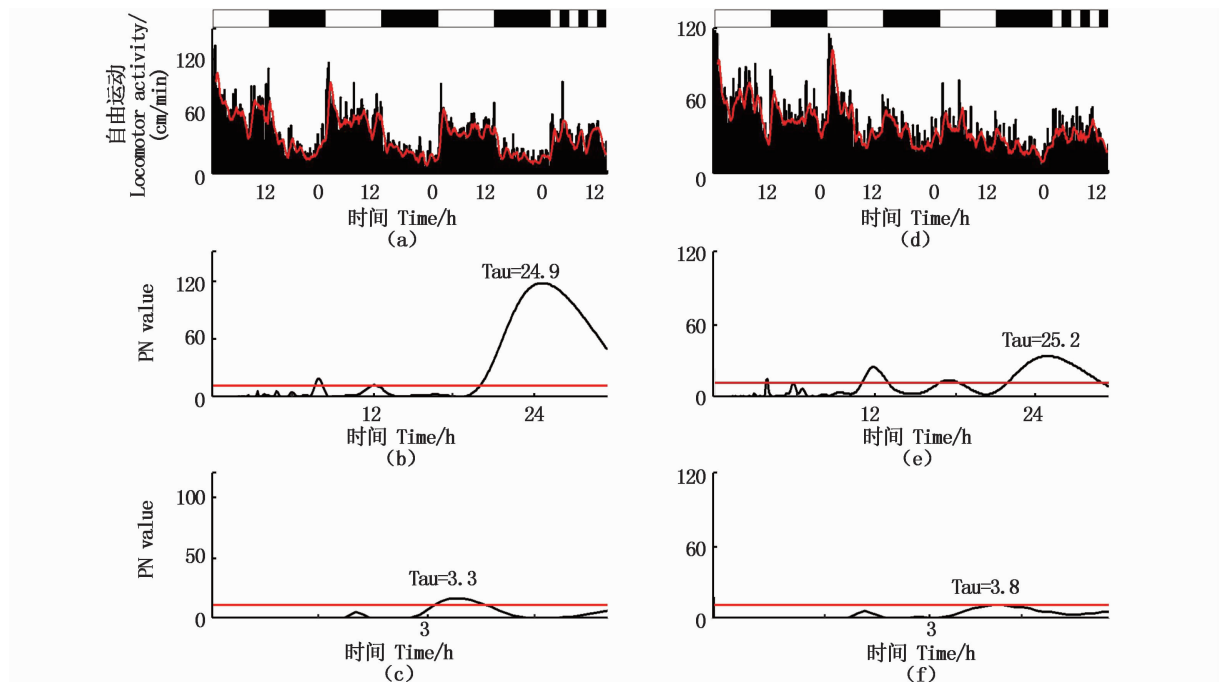 自由运动
Locomotor activity/
(cm/min)
120
60
0
12 0 12 0 12 0 12
时间 Time/h
(a)
120
60
0
12 0 12 0 12 0 12
时间 Time/h
(d)
PN value
120
60
0
Tau=24.9
12 24
时间 Time/h
(b)
120
60
0
Tau=25.2
12 24
时间 Time/h
(e)
PN value
100
50
0
Tau=3.3
3
时间 Time/h
(c)
120
60
0
Tau=3.8
3
时间 Time/h
(f)